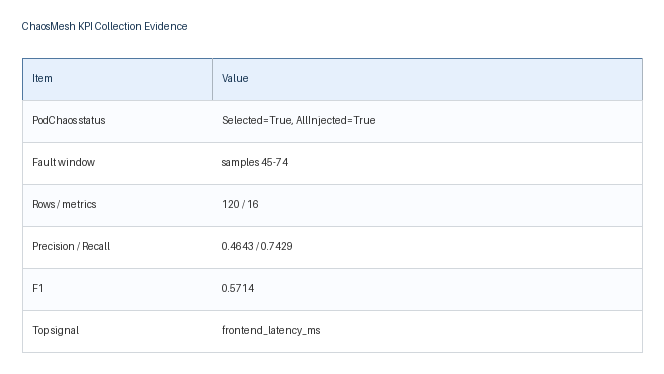 ChaosMesh KPI Collection Evidence
Item Value
PodChaos status Selected=True, AllInjected=True
Fault window samples 45-74
Rows / metrics 120 / 16
Precision / Recall 0.4643 / 0.7429
F1 0.5714
Top signal frontend_latency_ms